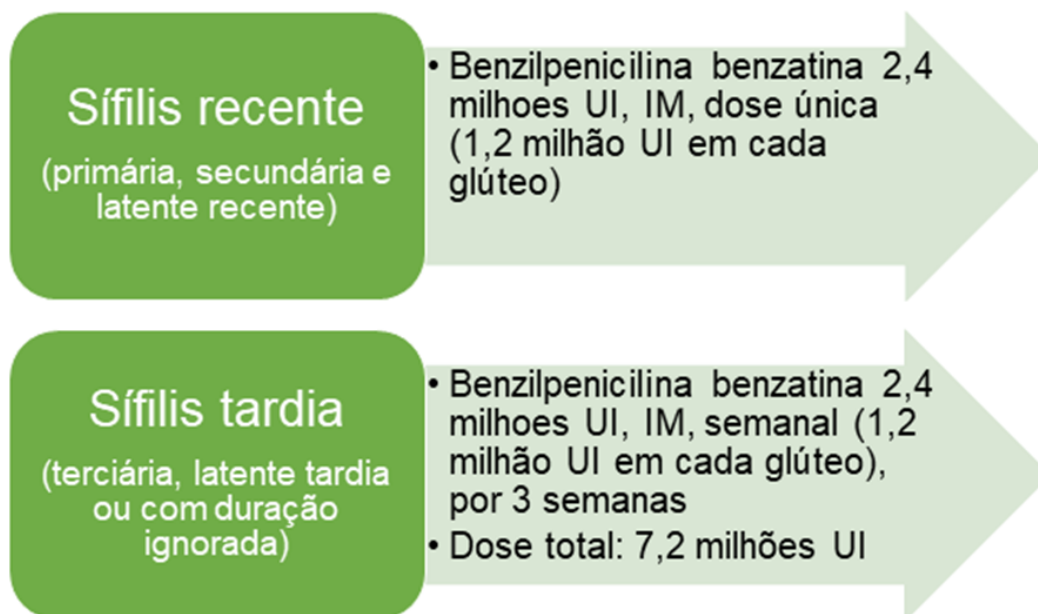 Sífilis recente
(primária, secundária e
latente recente)
• Benzilpenicilina benzatina 2,4
milhoes UI, IM, dose única
(1,2 milhão UI em cada
glúteo)
Sífilis tardia
(terciária, latente tardia
ou com duração
ignorada)
• Benzilpenicilina benzatina 2,4
milhoes UI, IM, semanal (1,2
milhão UI em cada glúteo),
por 3 semanas
• Dose total: 7,2 milhões UI